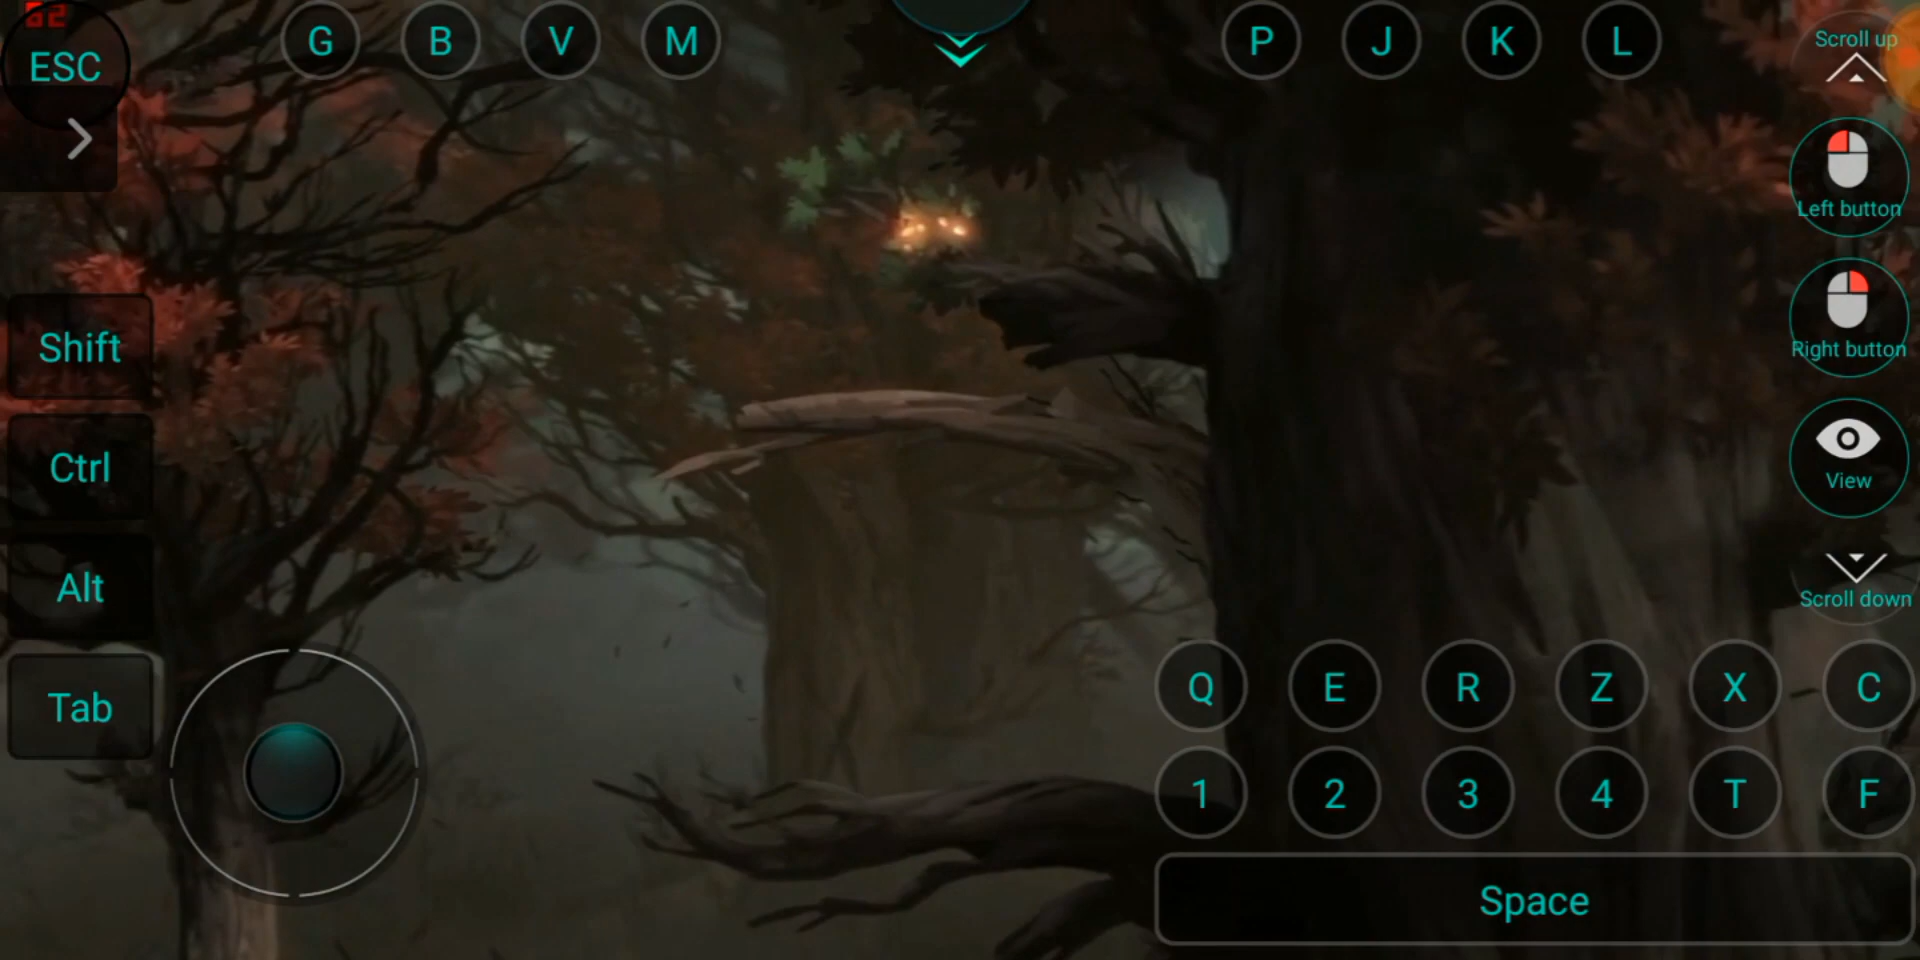 82
ESC
G B V M P J K L
Scroll up
Left button
Shift
Right button
Ctrl
View
Alt
Scroll down
Tab
Q E R Z X C
1 2 3 4 T F
Space